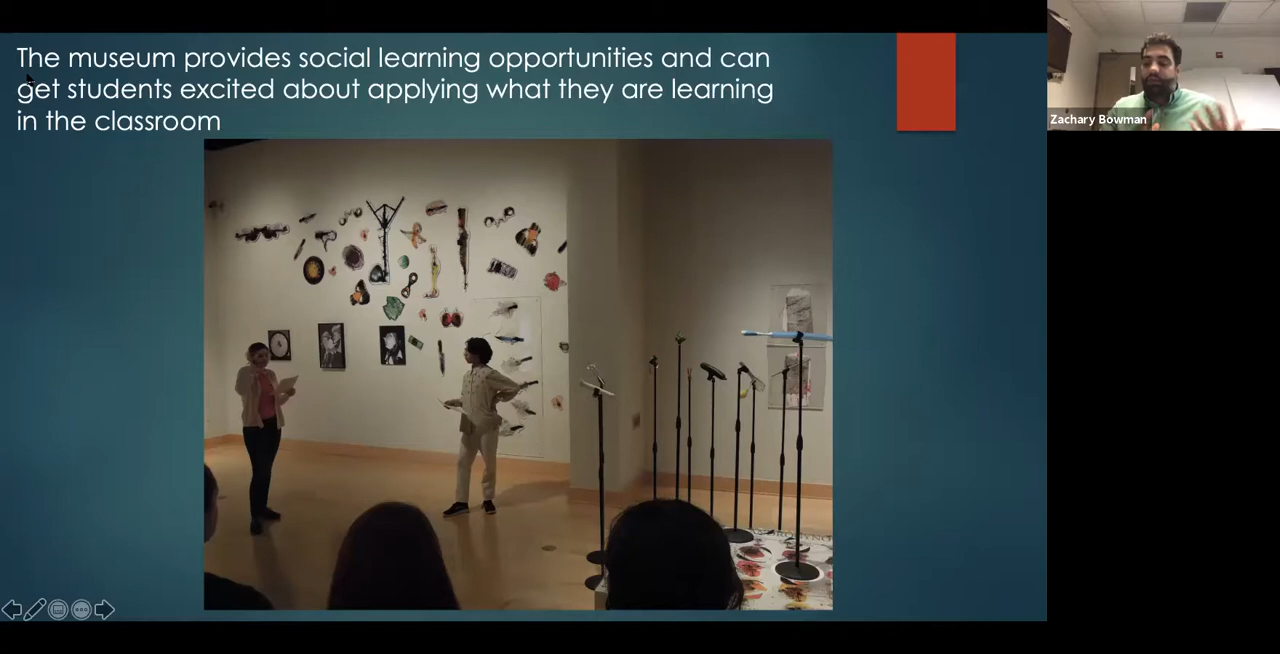 The museum provides social learning opportunities and can
get students excited about applying what they are learning
in the classroom
Zachary Bowman